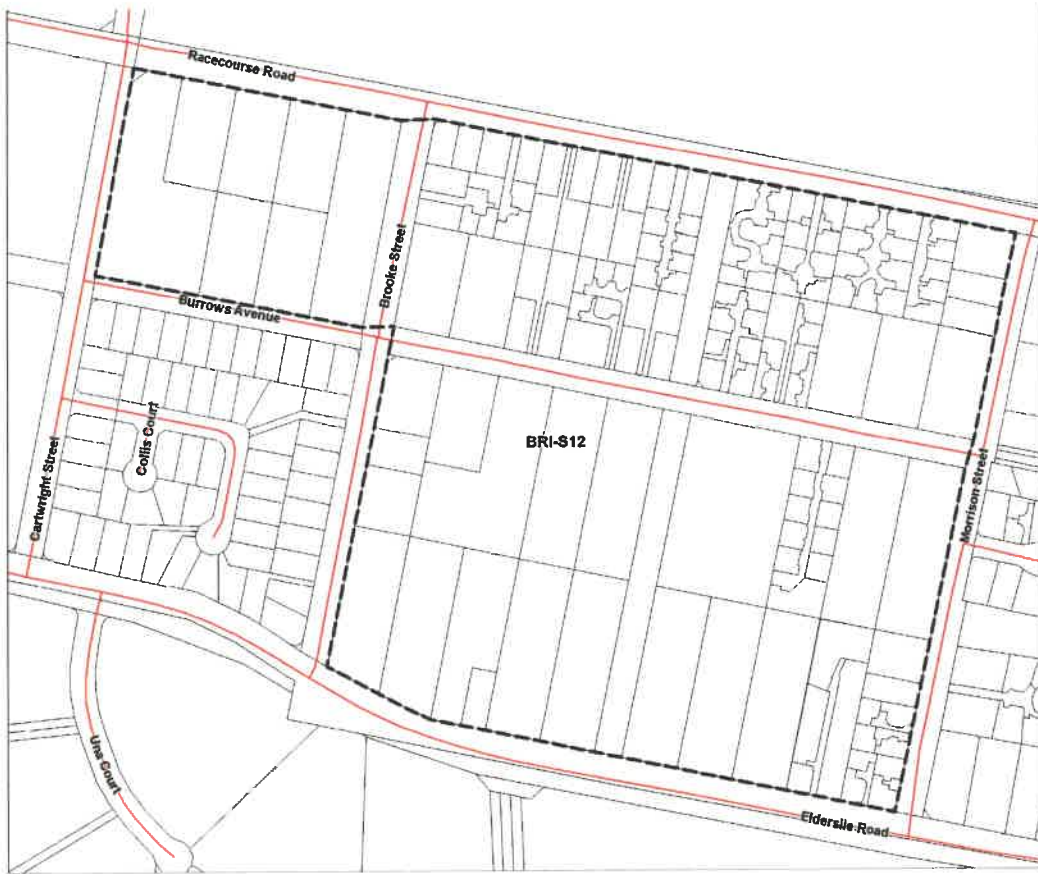 Racecourse Road
Brooke Street
Burrows Avenue
Collis Court
Cartwright Street
BRI-S12
Morrison Street
Una Court
Elderslie Road